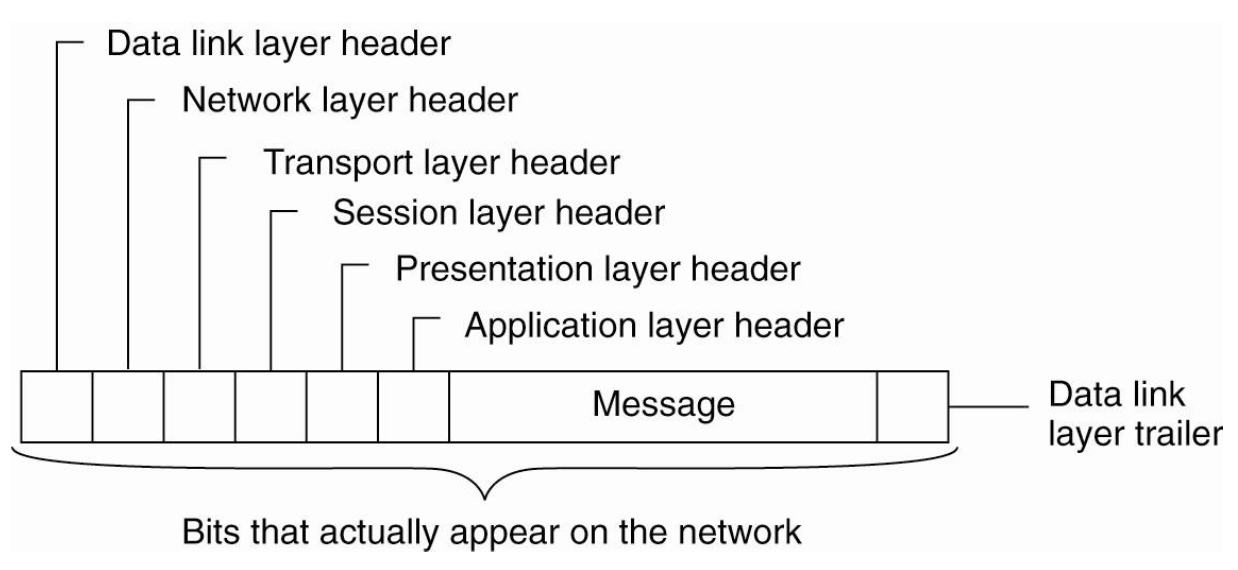 Data link layer header
Network layer header
Transport layer header
Session layer header
Presentation layer header
Application layer header
Message
Data link
layer trailer
Bits that actually appear on the network